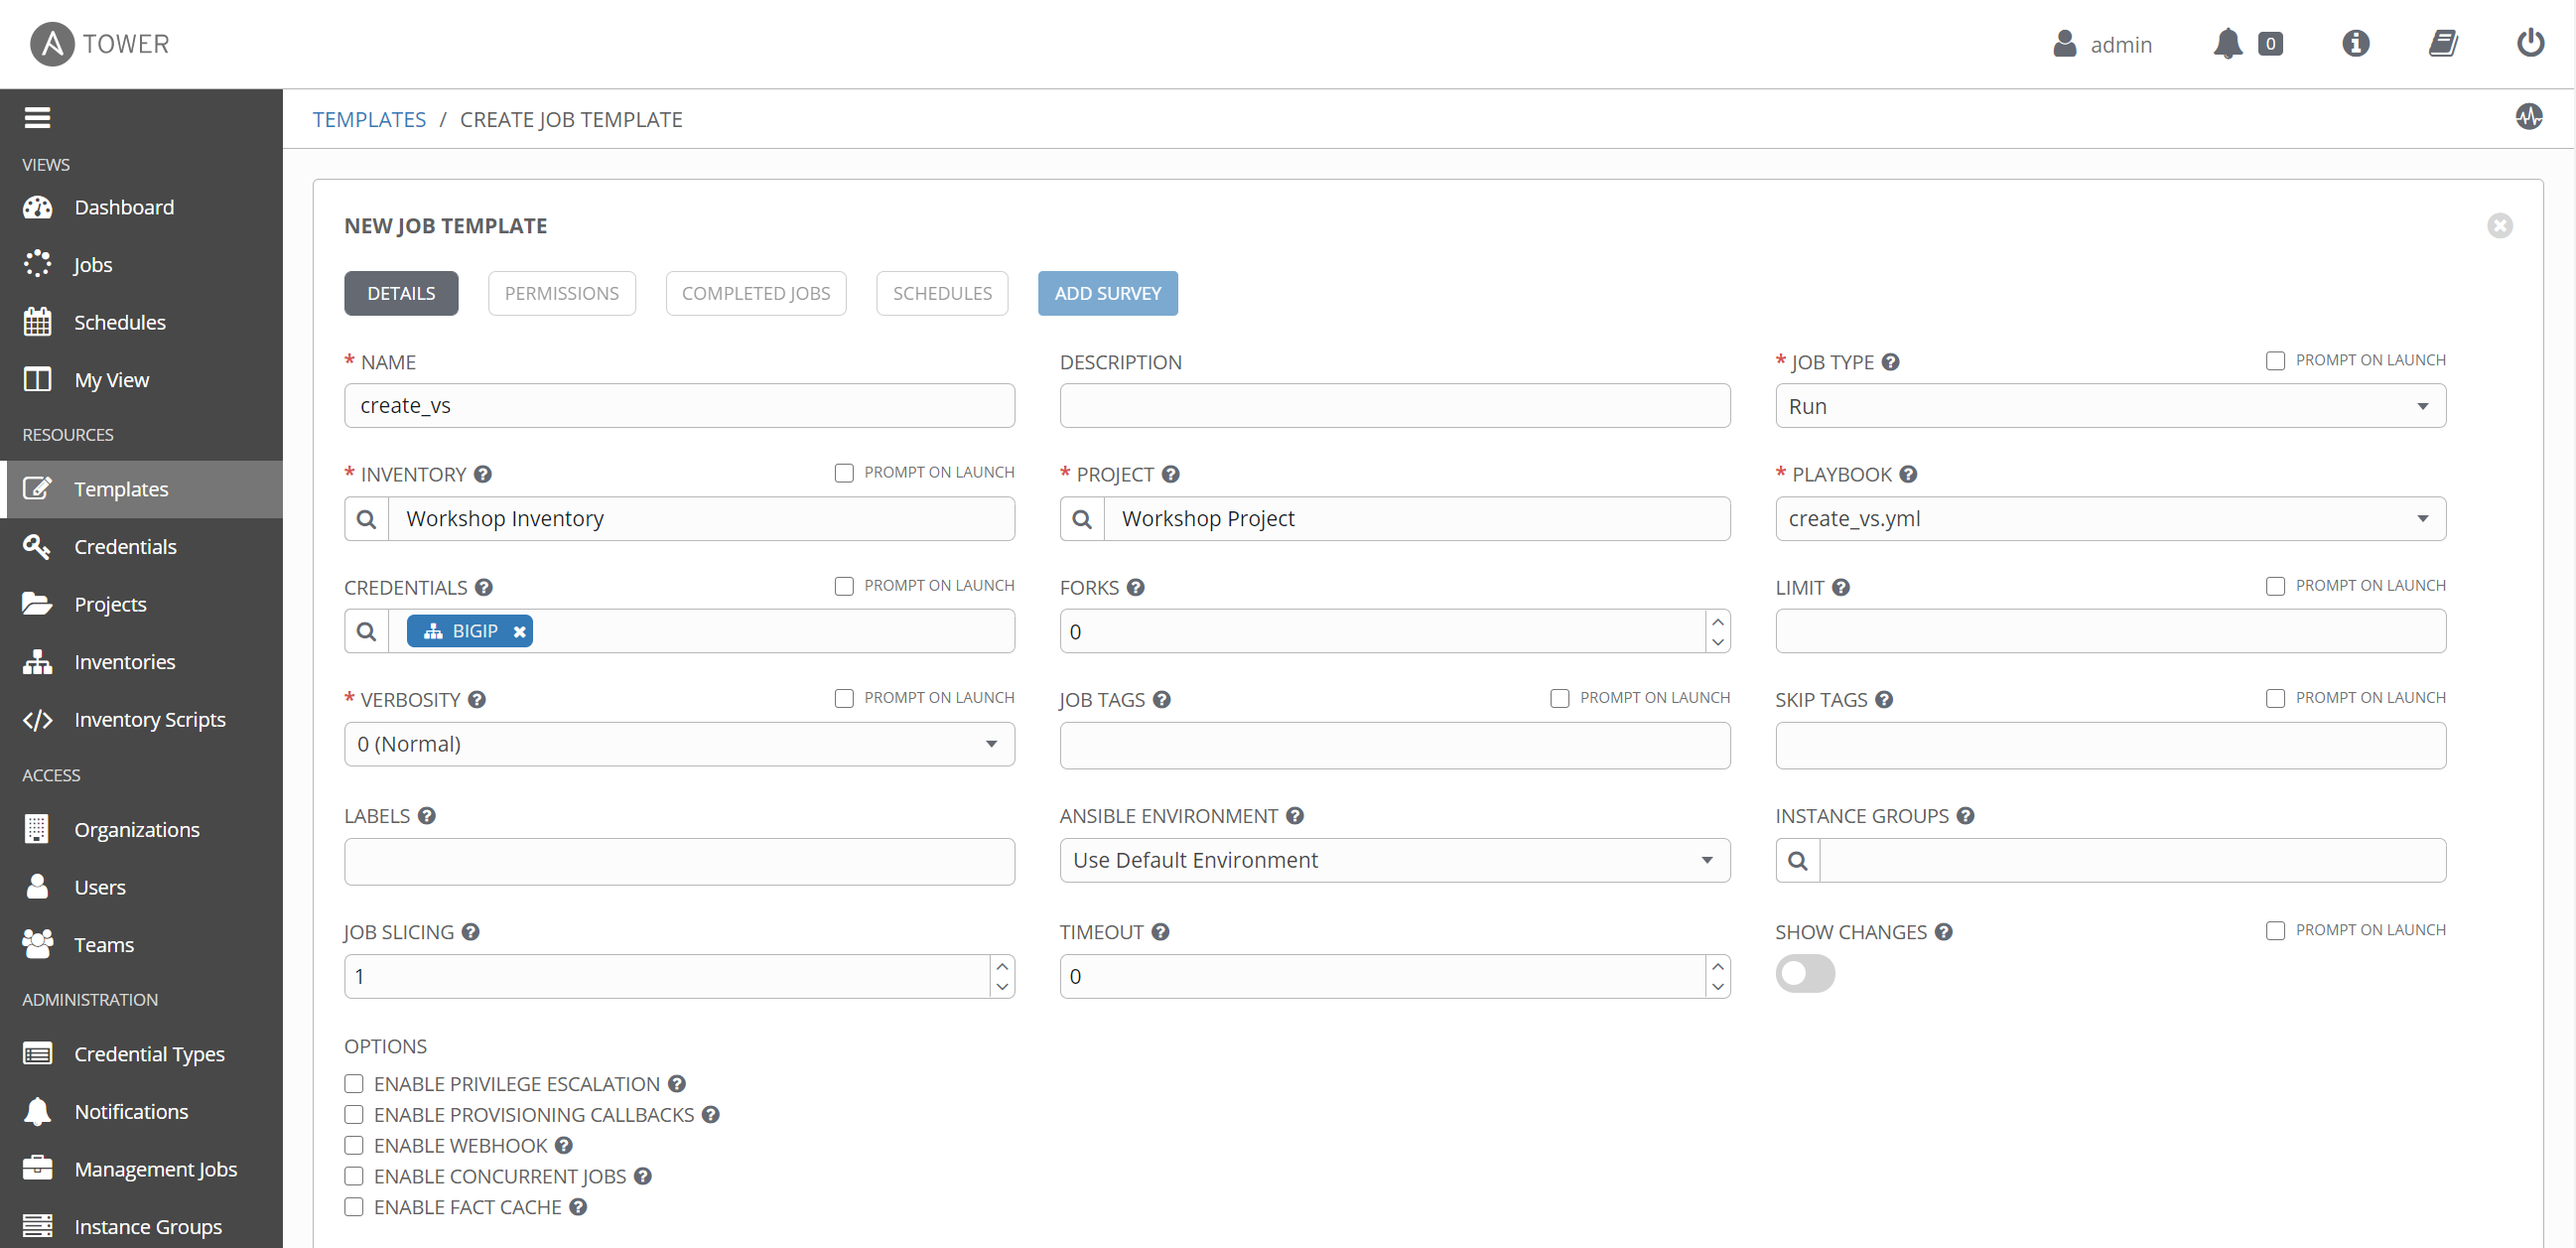 TOWER
admin
0
VIEWS
Dashboard
Jobs
Schedules
My View
RESOURCES
Templates
Credentials
Projects
Inventories
Inventory Scripts
ACCESS
Organizations
Users
Teams
ADMINISTRATION
Credential Types
Notifications
Management Jobs
Instance Groups
TEMPLATES / CREATE JOB TEMPLATE
NEW JOB TEMPLATE
DETAILS PERMISSIONS COMPLETED JOBS SCHEDULES ADD SURVEY
* NAME DESCRIPTION * JOB TYPE PROMPT ON LAUNCH
create_vs Run
* INVENTORY PROMPT ON LAUNCH * PROJECT * PLAYBOOK
Workshop Inventory Workshop Project create_vs.yml
CREDENTIALS PROMPT ON LAUNCH FORKS LIMIT PROMPT ON LAUNCH
BIGIP 0
* VERBOSITY PROMPT ON LAUNCH JOB TAGS PROMPT ON LAUNCH SKIP TAGS PROMPT ON LAUNCH
0 (Normal)
LABELS ANSIBLE ENVIRONMENT INSTANCE GROUPS
Use Default Environment
JOB SLICING TIMEOUT SHOW CHANGES PROMPT ON LAUNCH
1 0
OPTIONS
ENABLE PRIVILEGE ESCALATION
ENABLE PROVISIONING CALLBACKS
ENABLE WEBHOOK
ENABLE CONCURRENT JOBS
ENABLE FACT CACHE